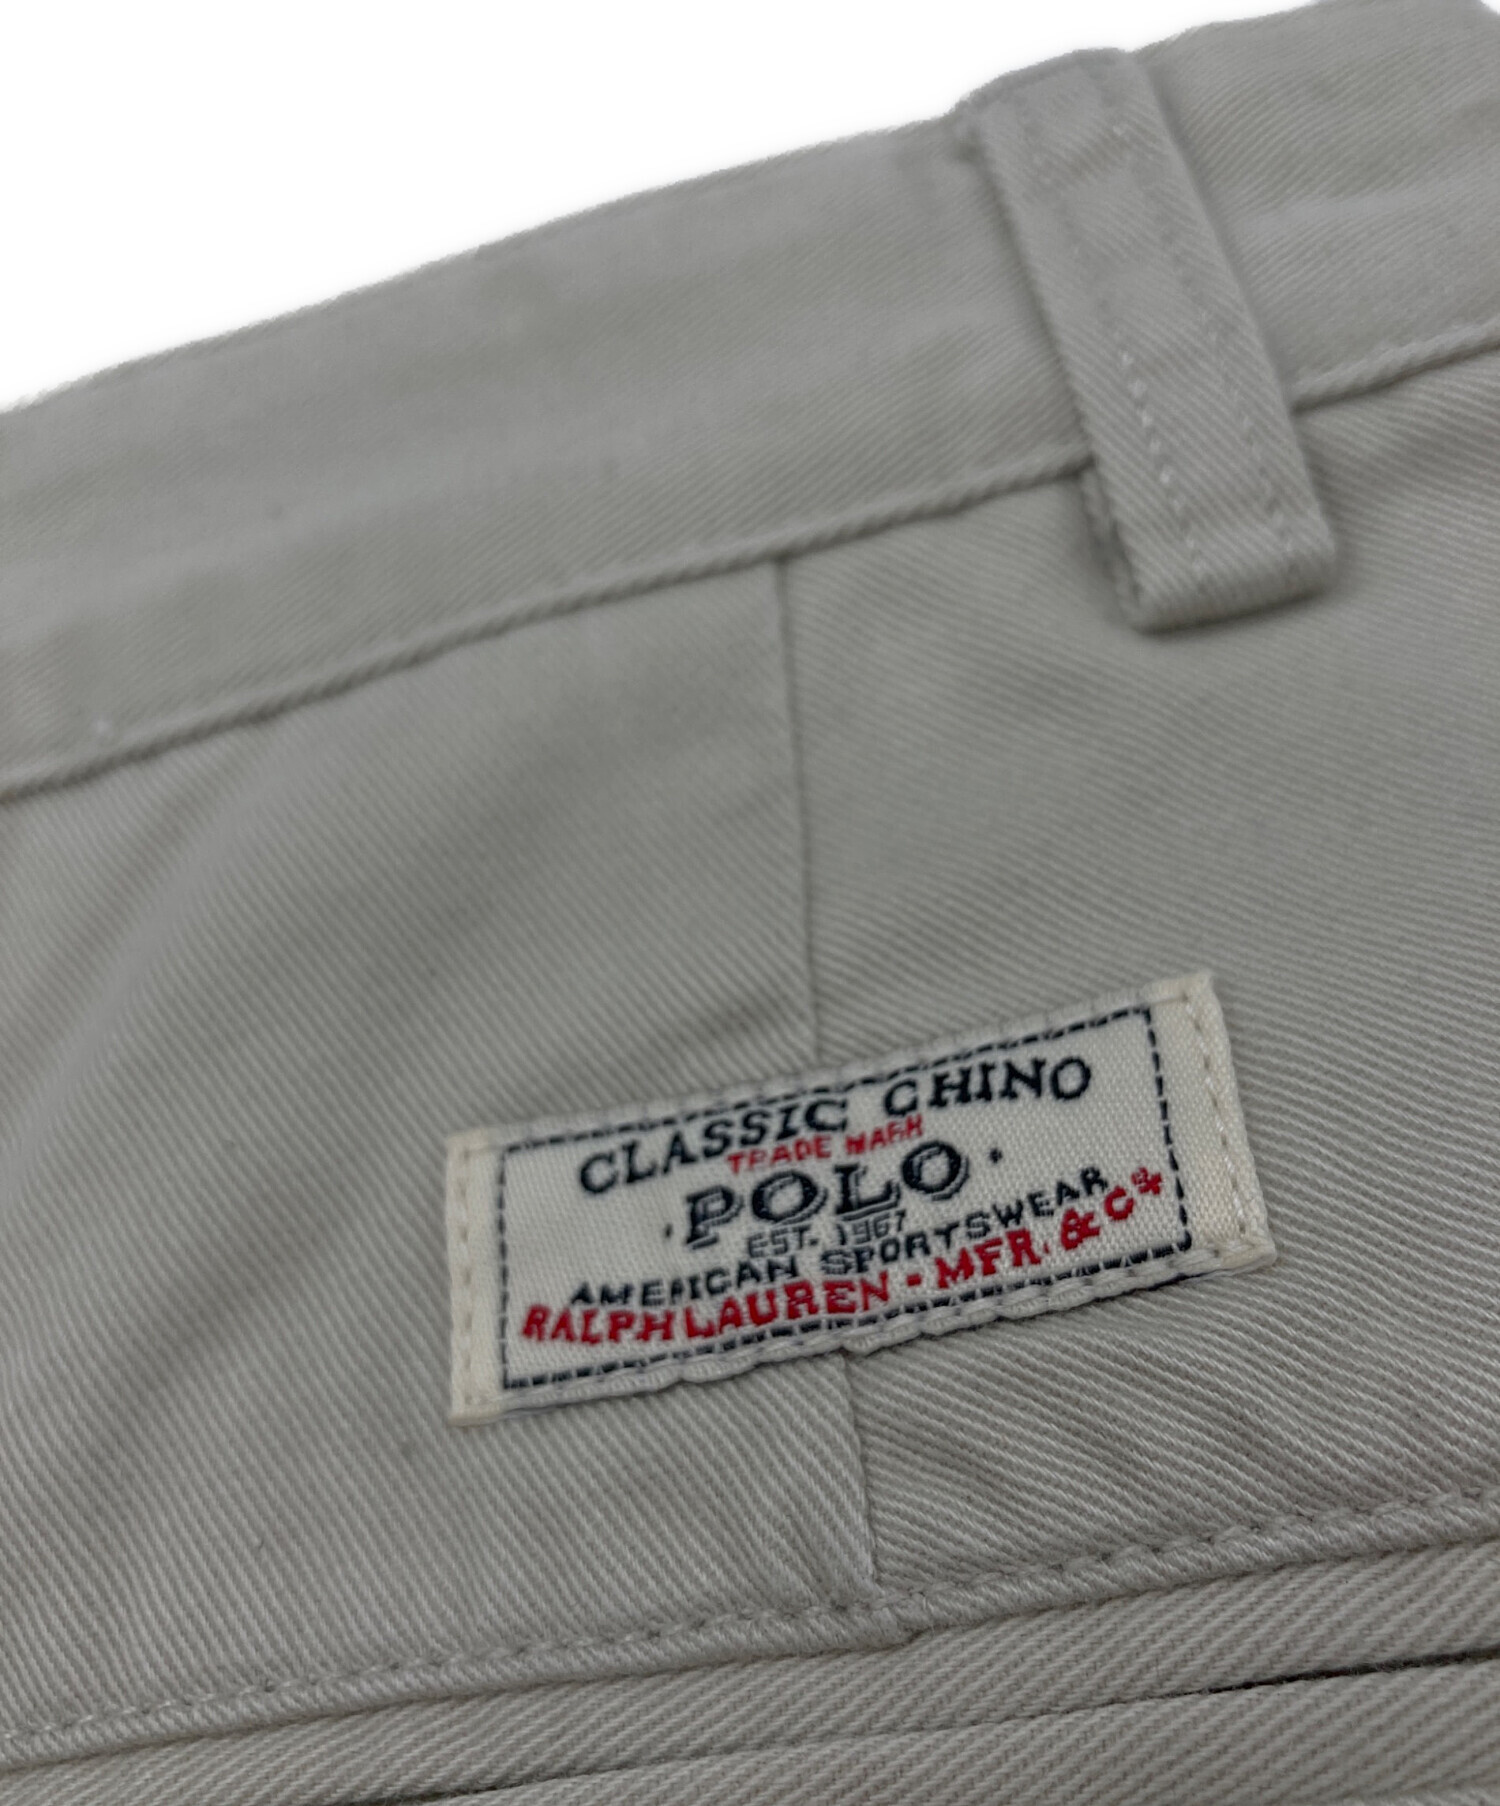 CLASSIC CHINO
TRADE MARK
· POLO ·
EST. 1967
AMERICAN SPORTSWEAR
RALPH LAUREN - MFR. & Co.